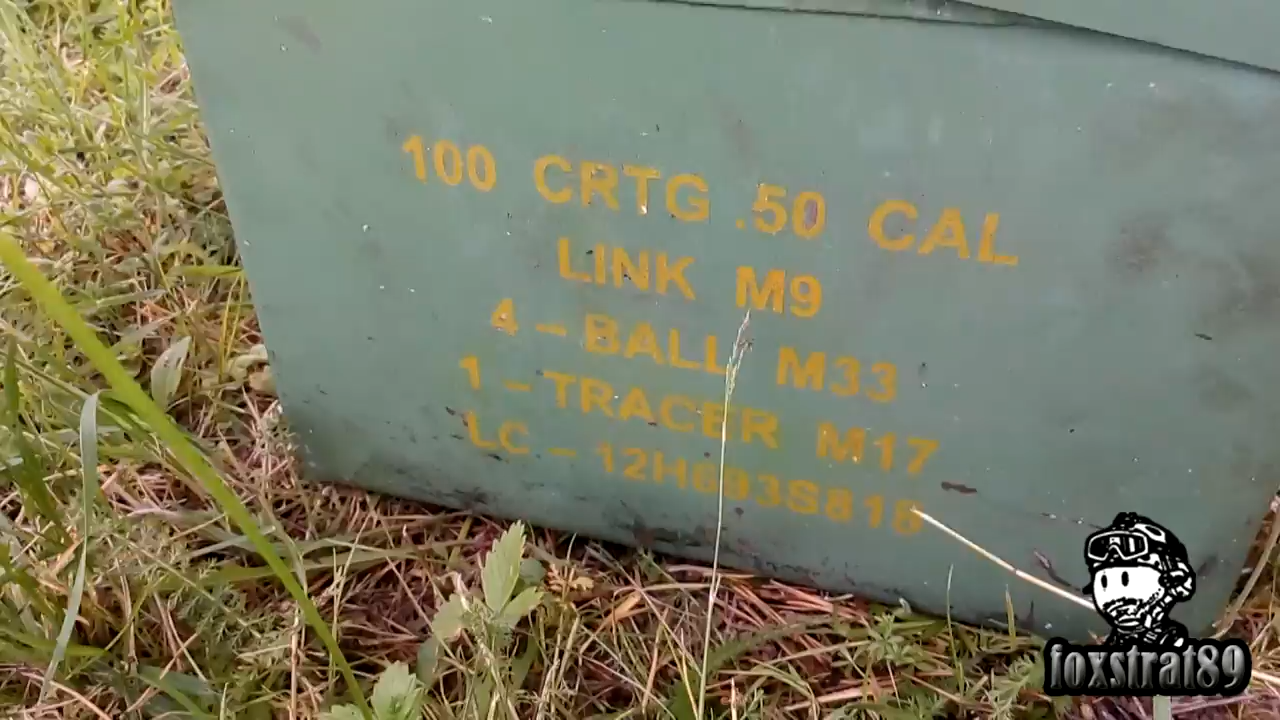 100 CRTG .50 CAL
LINK M9
4 – BALL M33
1 – TRACER M17
LC – 12H693S818
foxstrat89